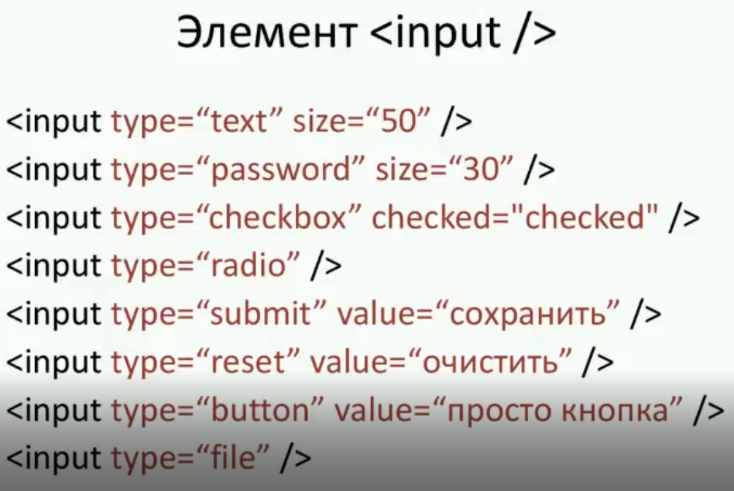 Элемент <input />
<input type=“text” size=“50” />
<input type=“password” size=“30” />
<input type=“checkbox” checked="checked" />
<input type=“radio” />
<input type=“submit” value=“сохранить” />
<input type=“reset” value=“очистить” />
<input type=“button” value=“просто кнопка” />
<input type=“file” />